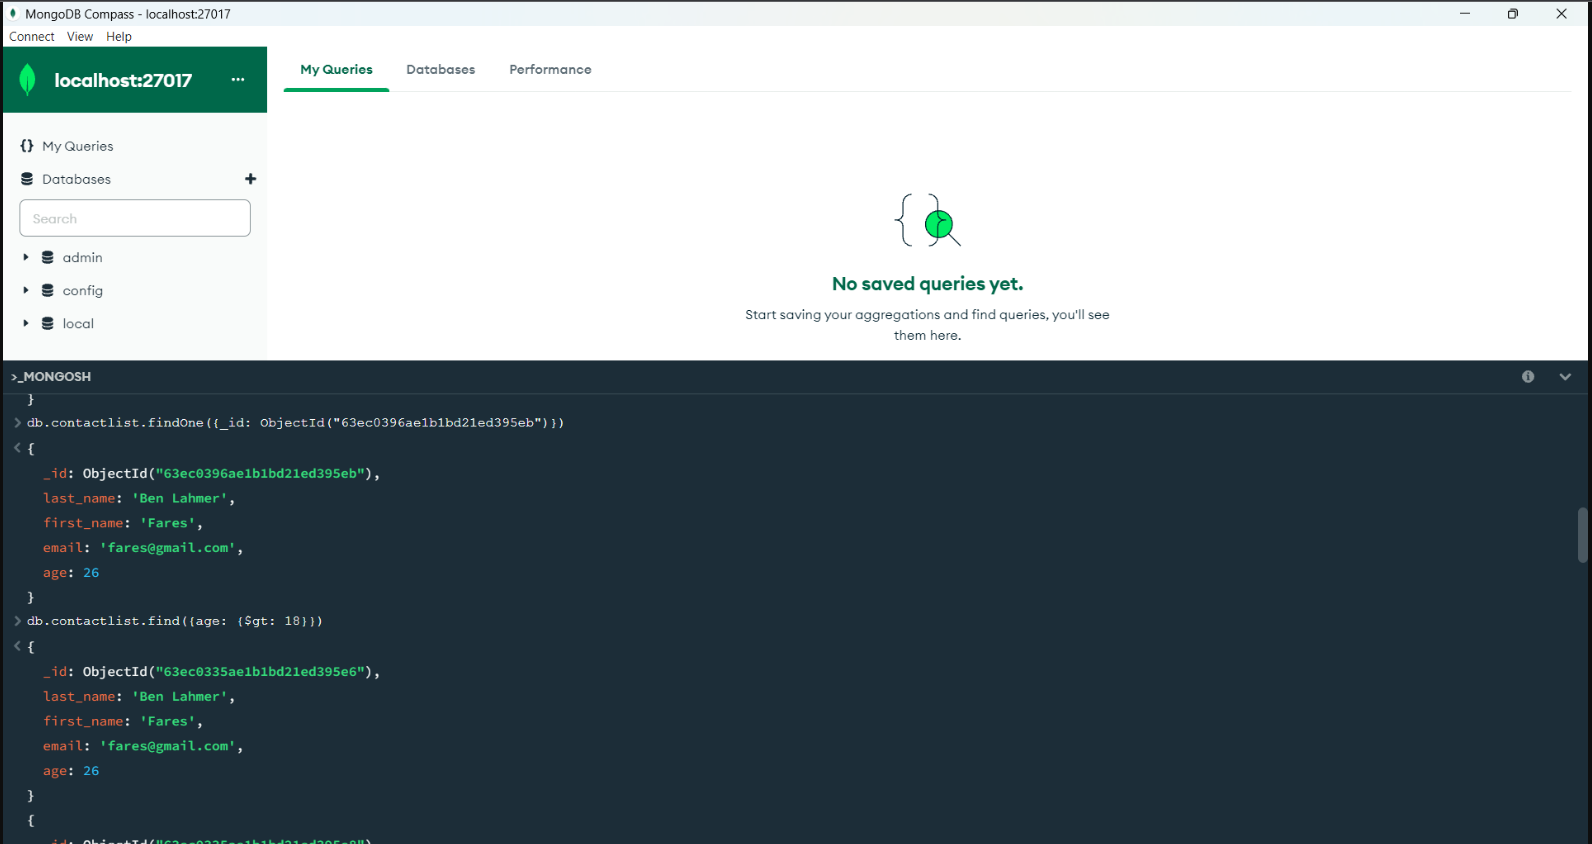 MongoDB Compass - localhost:27017
Connect View Help
localhost:27017 ...
My Queries Databases Performance
{} My Queries
Databases +
Search
admin
config
local
No saved queries yet.
Start saving your aggregations and find queries, you'll see
them here.
>_MONGOSH
}
> db.contactlist.findOne({_id: ObjectId("63ec0396ae1b1bd21ed395eb")})
< {
_id: ObjectId("63ec0396ae1b1bd21ed395eb"),
last_name: 'Ben Lahmer',
first_name: 'Fares',
email: 'fares@gmail.com',
age: 26
}
> db.contactlist.find({age: {$gt: 18}})
< {
_id: ObjectId("63ec0335ae1b1bd21ed395e6"),
last_name: 'Ben Lahmer',
first_name: 'Fares',
email: 'fares@gmail.com',
age: 26
}
{